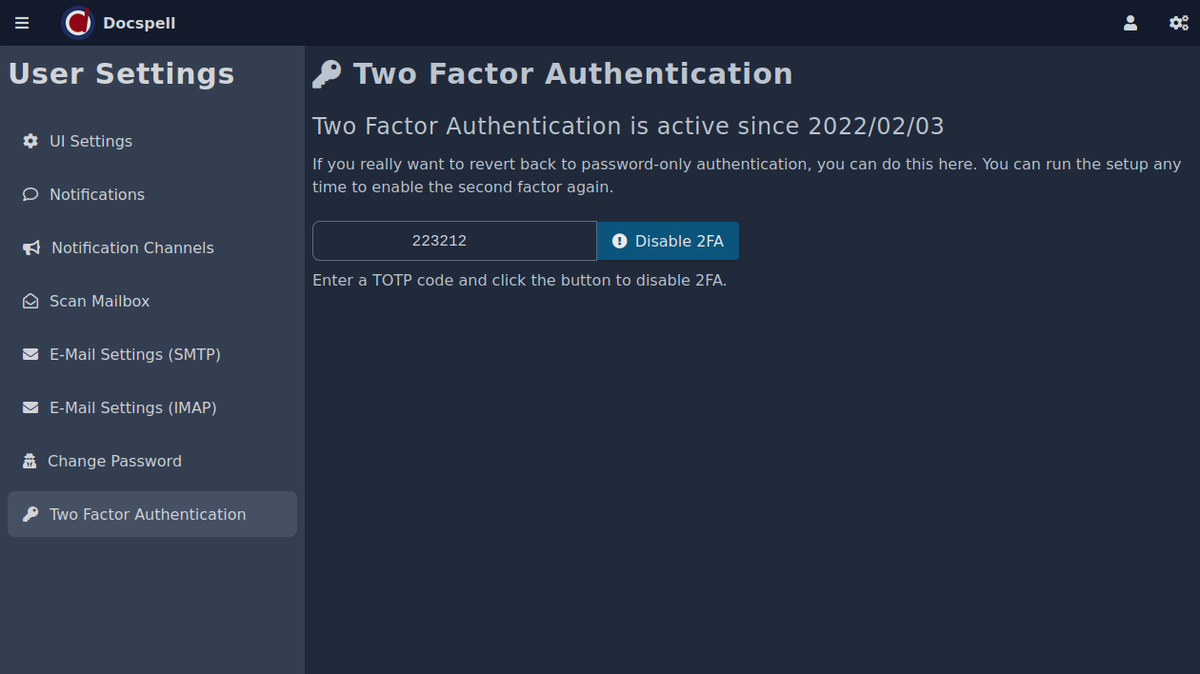 Docspell
User Settings
UI Settings
Notifications
Notification Channels
Scan Mailbox
E-Mail Settings (SMTP)
E-Mail Settings (IMAP)
Change Password
Two Factor Authentication
Two Factor Authentication
Two Factor Authentication is active since 2022/02/03
If you really want to revert back to password-only authentication, you can do this here. You can run the setup any
time to enable the second factor again.
223212
Disable 2FA
Enter a TOTP code and click the button to disable 2FA.